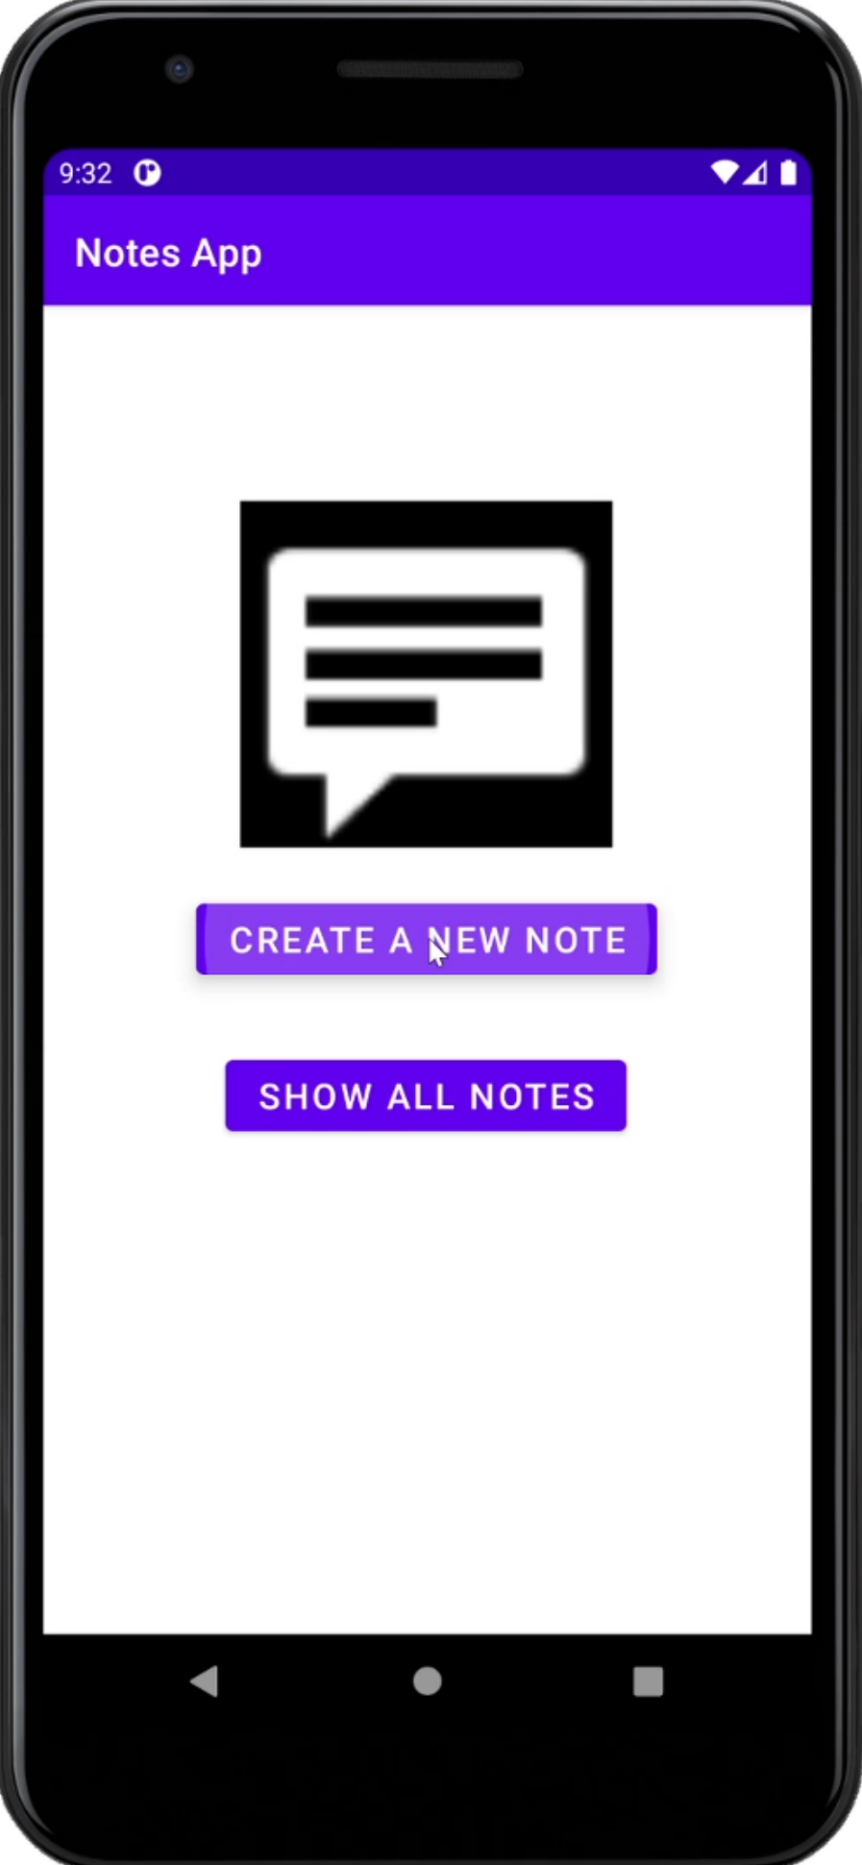 9:32
Notes App
CREATE A NEW NOTE
SHOW ALL NOTES